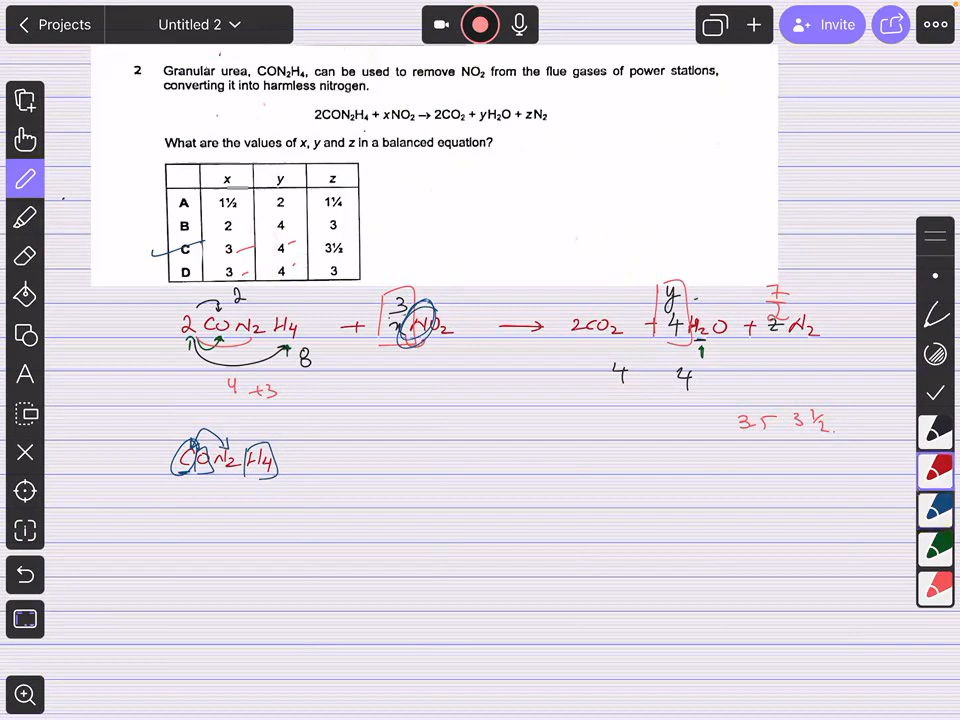 Projects
Untitled 2
Invite
2 Granular urea, CON₂H₄, can be used to remove NO₂ from the flue gases of power stations,
converting it into harmless nitrogen.
2CON₂H₄ + xNO₂ → 2CO₂ + yH₂O + zN₂
What are the values of x, y and z in a balanced equation?
x y z
A 1½ 2 1¼
B 2 4 3
C 3 4 3½
D 3 4 3
2 3 y 7/2
2 CON₂H₄ + x NO₂ → 2CO₂ + 4 H₂O + z N₂
8
4 +3 4 4
3.5 3½
CON₂H₄
A